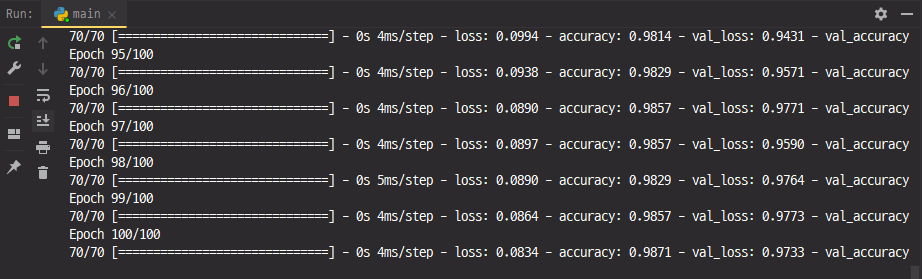 Run: main
70/70 [==============================] - 0s 4ms/step - loss: 0.0994 - accuracy: 0.9814 - val_loss: 0.9431 - val_accuracy
Epoch 95/100
70/70 [==============================] - 0s 4ms/step - loss: 0.0938 - accuracy: 0.9829 - val_loss: 0.9571 - val_accuracy
Epoch 96/100
70/70 [==============================] - 0s 4ms/step - loss: 0.0890 - accuracy: 0.9857 - val_loss: 0.9771 - val_accuracy
Epoch 97/100
70/70 [==============================] - 0s 4ms/step - loss: 0.0897 - accuracy: 0.9857 - val_loss: 0.9590 - val_accuracy
Epoch 98/100
70/70 [==============================] - 0s 5ms/step - loss: 0.0890 - accuracy: 0.9829 - val_loss: 0.9764 - val_accuracy
Epoch 99/100
70/70 [==============================] - 0s 4ms/step - loss: 0.0864 - accuracy: 0.9857 - val_loss: 0.9773 - val_accuracy
Epoch 100/100
70/70 [==============================] - 0s 4ms/step - loss: 0.0834 - accuracy: 0.9871 - val_loss: 0.9733 - val_accuracy